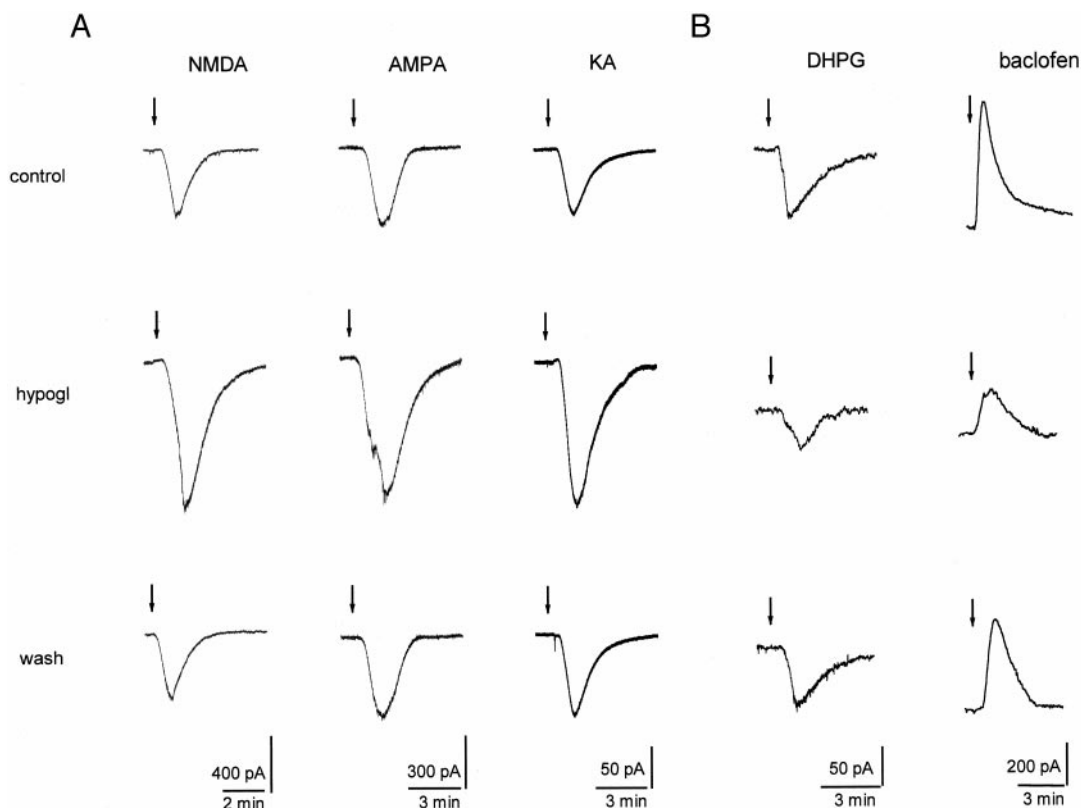 A
B
NMDA
AMPA
KA
DHPG
baclofen
control
hypogl
wash
400 pA
2 min
300 pA
3 min
50 pA
3 min
50 pA
3 min
200 pA
3 min